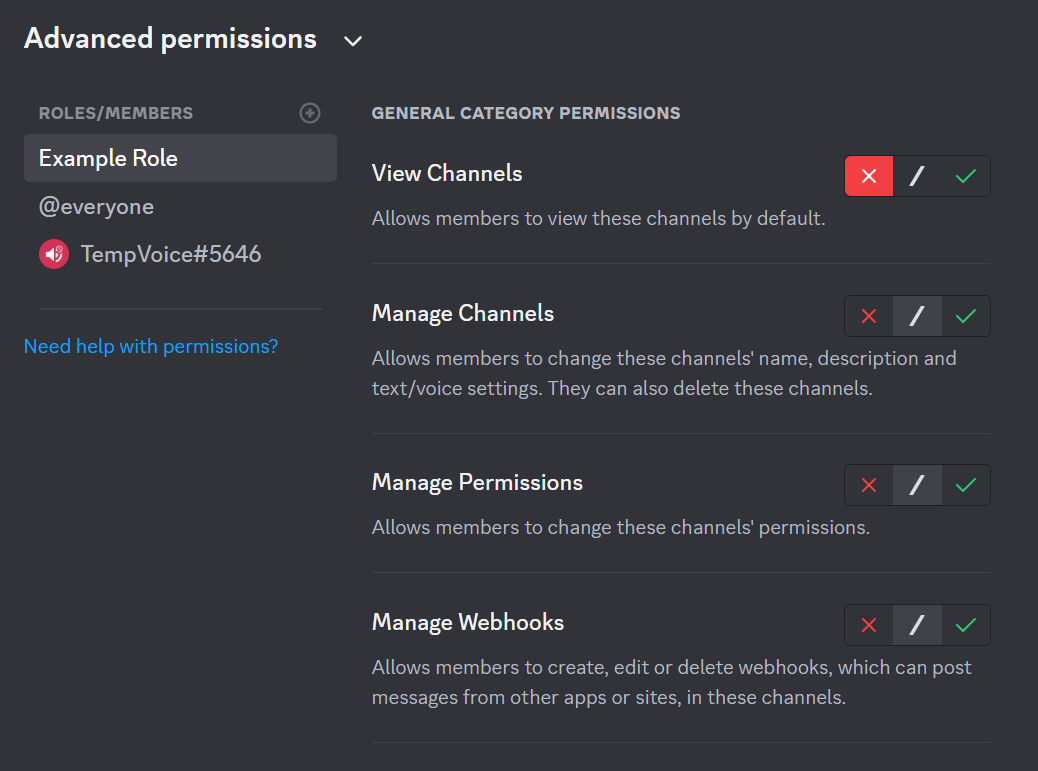 Advanced permissions
ROLES/MEMBERS
Example Role
@everyone
TempVoice#5646
Need help with permissions?
GENERAL CATEGORY PERMISSIONS
View Channels
Allows members to view these channels by default.
Manage Channels
Allows members to change these channels' name, description and
text/voice settings. They can also delete these channels.
Manage Permissions
Allows members to change these channels' permissions.
Manage Webhooks
Allows members to create, edit or delete webhooks, which can post
messages from other apps or sites, in these channels.